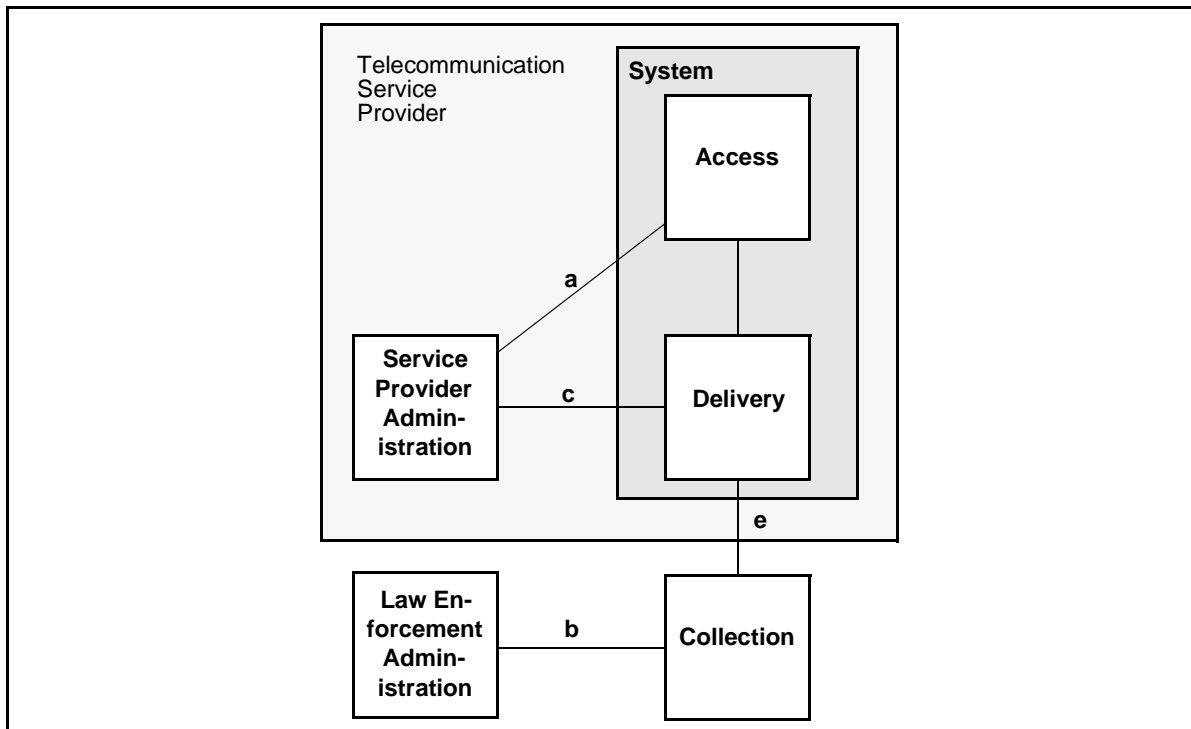 Telecommunication
Service
Provider
System
Access
a
Service
Provider
Admin-
istration
c
Delivery
e
Law En-
forcement
Admin-
istration
b
Collection